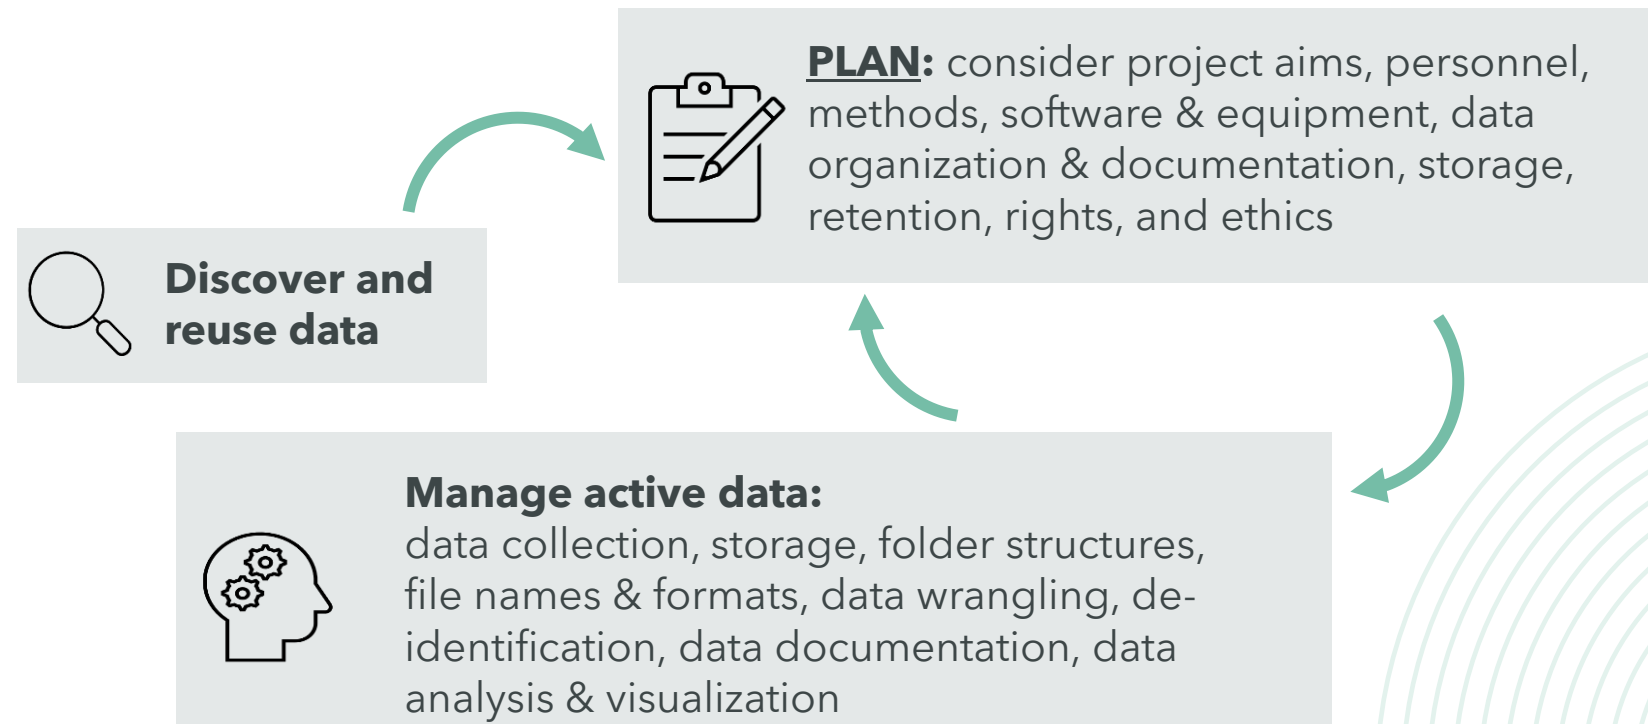 PLAN: consider project aims, personnel,
methods, software & equipment, data
organization & documentation, storage,
retention, rights, and ethics
Discover and
reuse data
Manage active data:
data collection, storage, folder structures,
file names & formats, data wrangling, de-
identification, data documentation, data
analysis & visualization